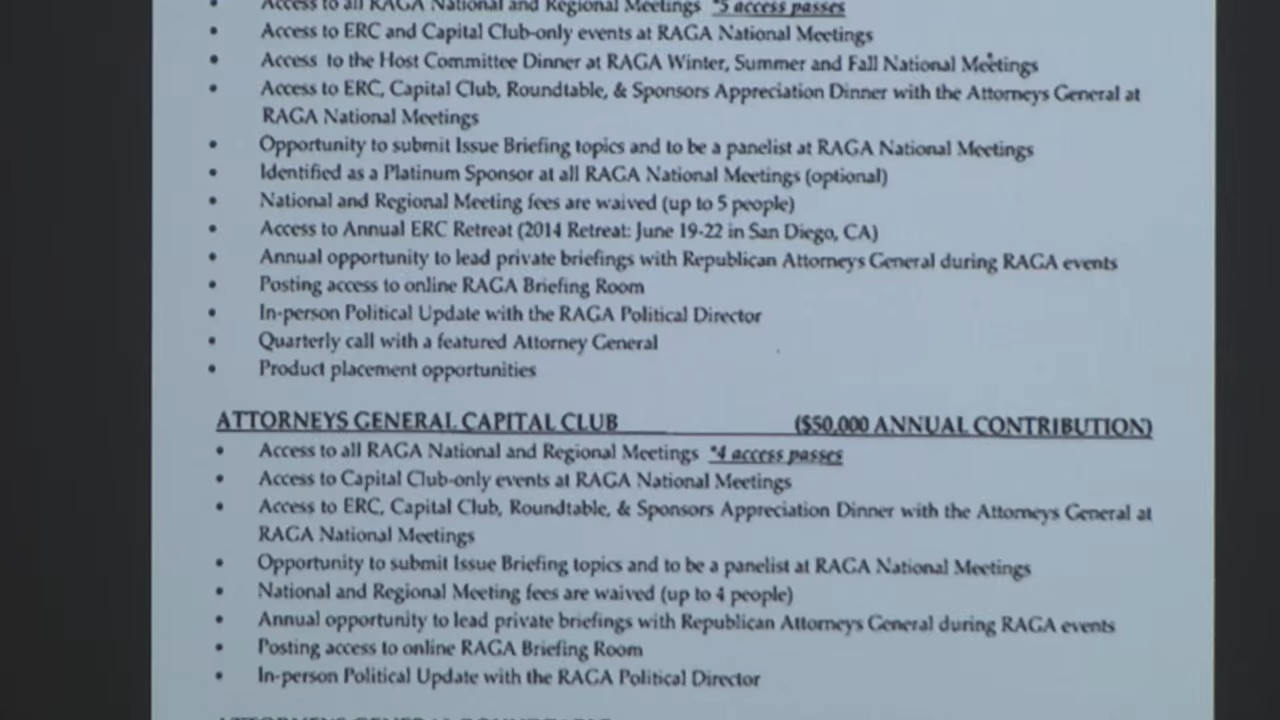 • Access to all RAGA National and Regional Meetings *5 access passes
• Access to ERC and Capital Club-only events at RAGA National Meetings
• Access to the Host Committee Dinner at RAGA Winter, Summer and Fall National Meetings
• Access to ERC, Capital Club, Roundtable, & Sponsors Appreciation Dinner with the Attorneys General at
RAGA National Meetings
• Opportunity to submit Issue Briefing topics and to be a panelist at RAGA National Meetings
• Identified as a Platinum Sponsor at all RAGA National Meetings (optional)
• National and Regional Meeting fees are waived (up to 5 people)
• Access to Annual ERC Retreat (2014 Retreat: June 19-22 in San Diego, CA)
• Annual opportunity to lead private briefings with Republican Attorneys General during RAGA events
• Posting access to online RAGA Briefing Room
• In-person Political Update with the RAGA Political Director
• Quarterly call with a featured Attorney General
• Product placement opportunities
ATTORNEYS GENERAL CAPITAL CLUB ($50,000 ANNUAL CONTRIBUTION)
• Access to all RAGA National and Regional Meetings *4 access passes
• Access to Capital Club-only events at RAGA National Meetings
• Access to ERC, Capital Club, Roundtable, & Sponsors Appreciation Dinner with the Attorneys General at
RAGA National Meetings
• Opportunity to submit Issue Briefing topics and to be a panelist at RAGA National Meetings
• National and Regional Meeting fees are waived (up to 4 people)
• Annual opportunity to lead private briefings with Republican Attorneys General during RAGA events
• Posting access to online RAGA Briefing Room
• In-person Political Update with the RAGA Political Director